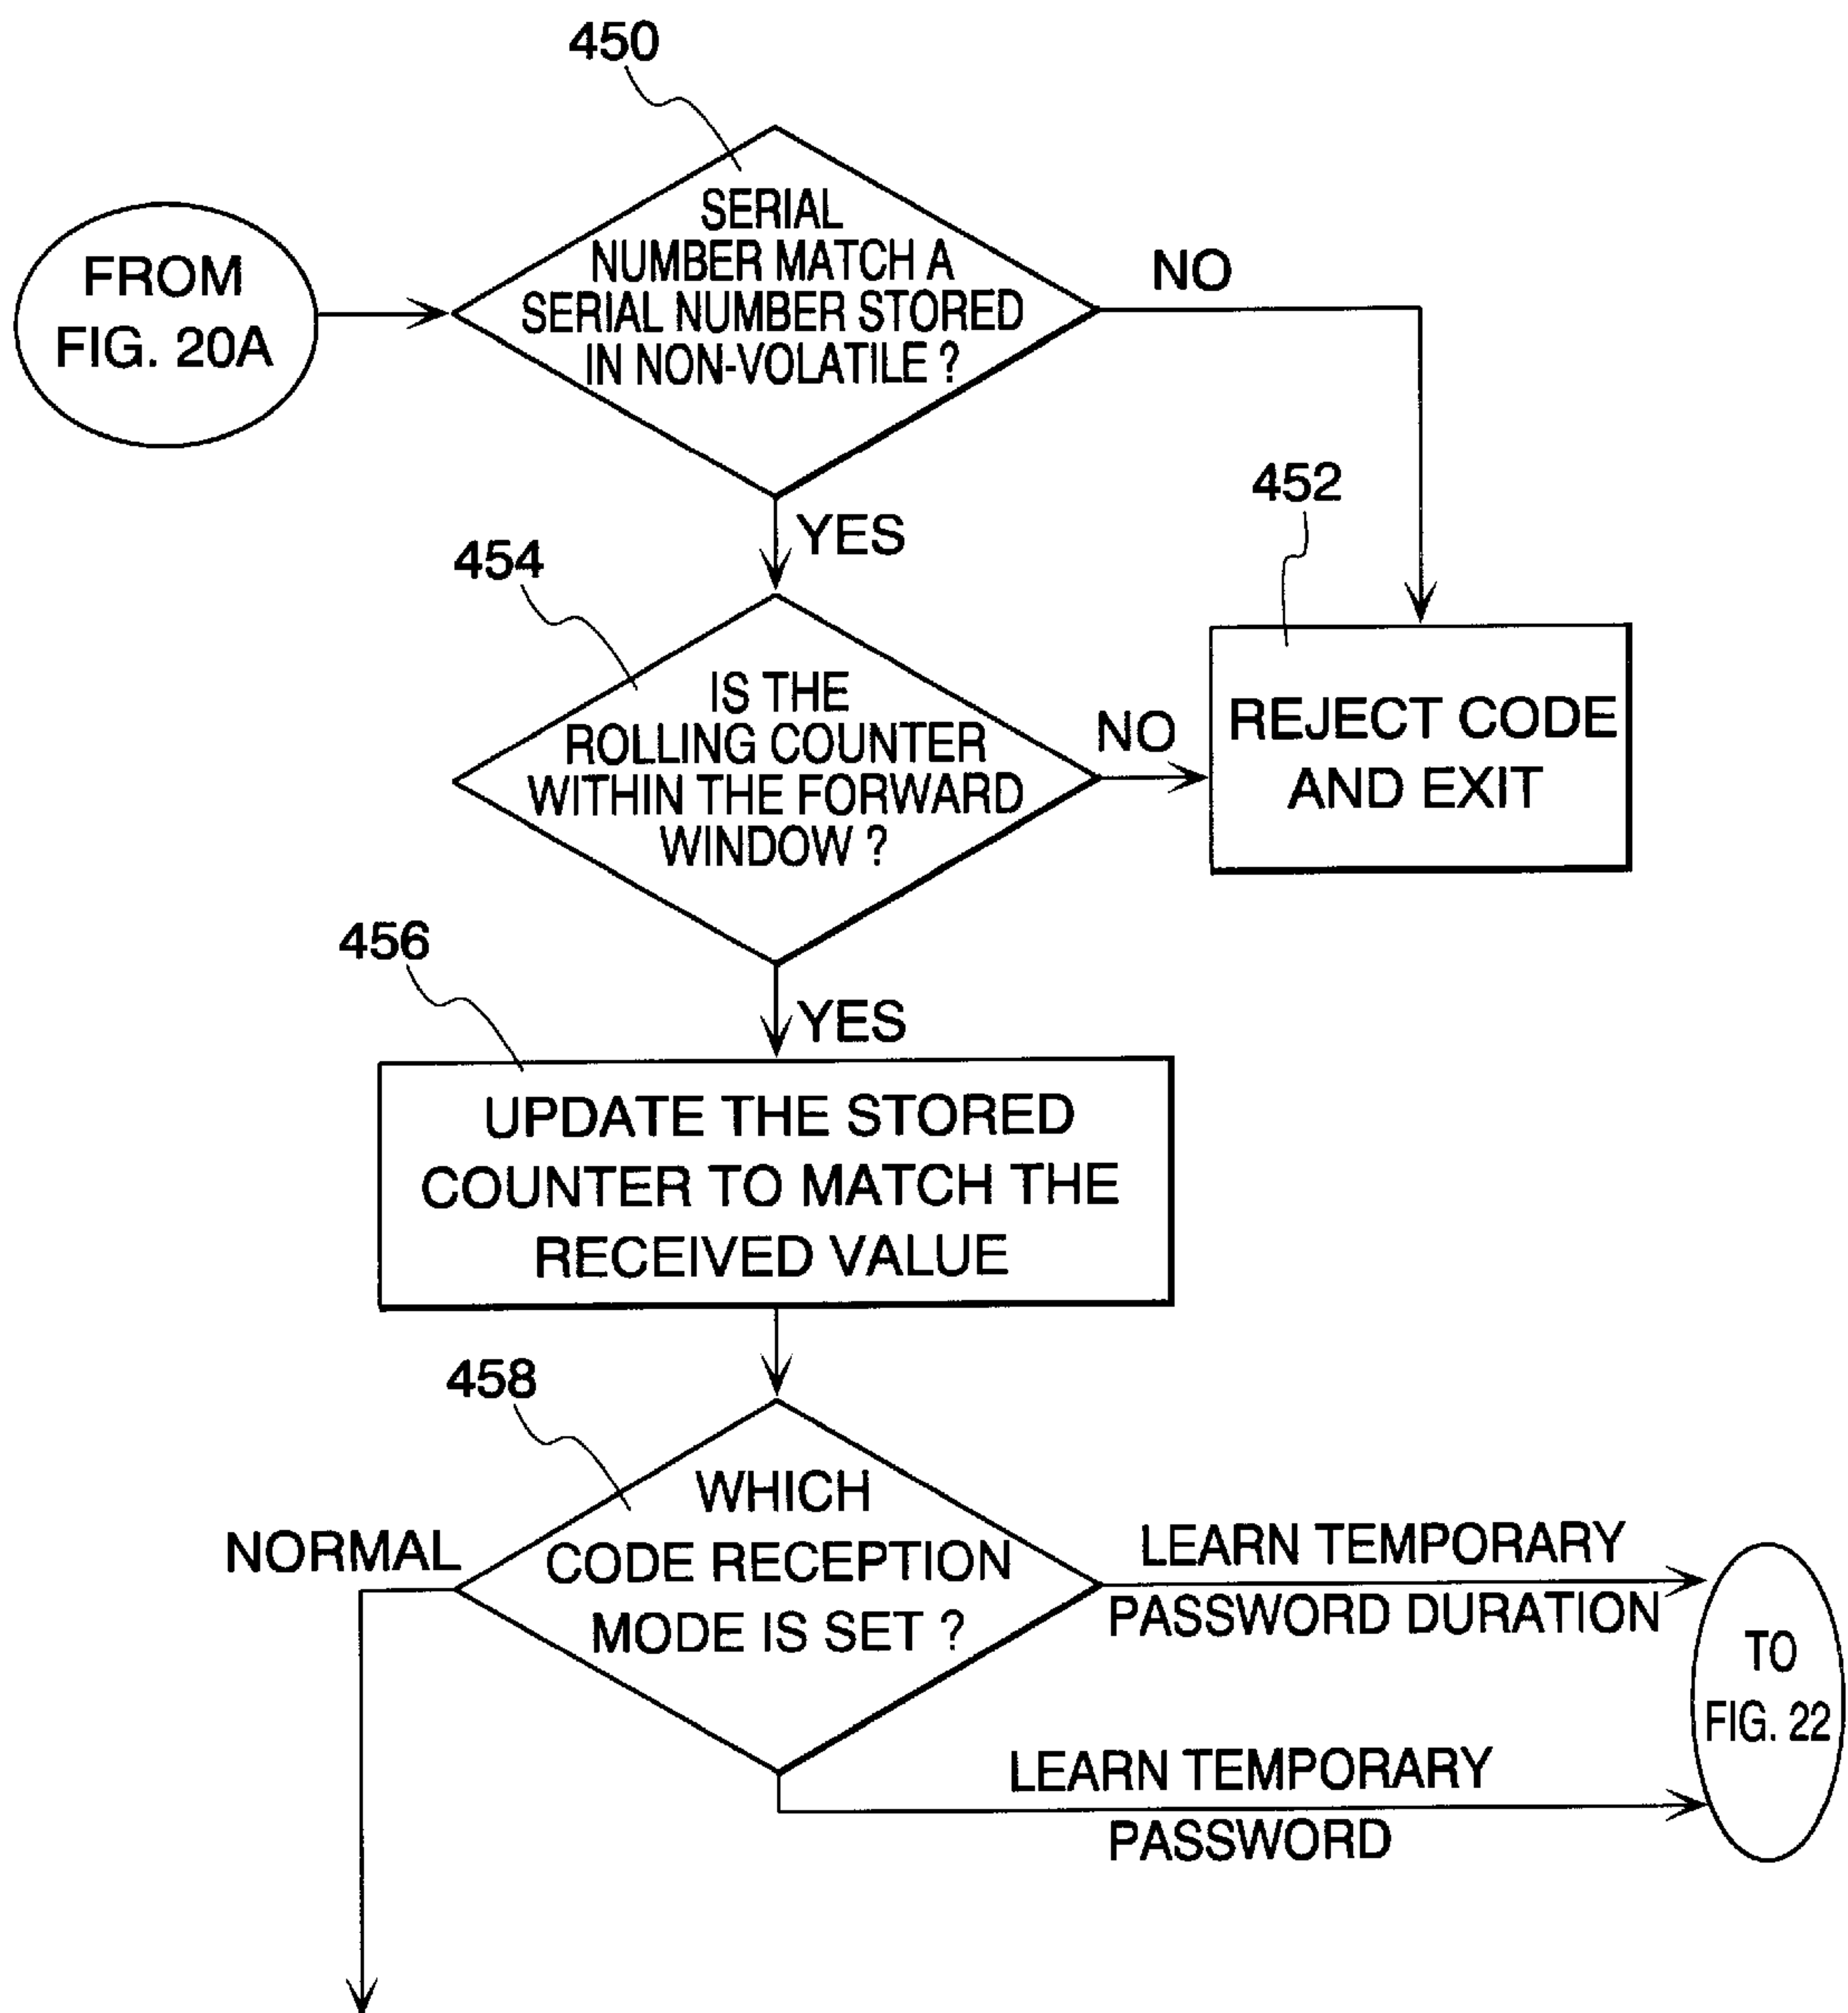 450
SERIAL
NUMBER MATCH A
SERIAL NUMBER STORED
IN NON-VOLATILE ?
FROM
FIG. 20A
NO
452
YES
454
REJECT CODE
AND EXIT
IS THE
ROLLING COUNTER
WITHIN THE FORWARD
WINDOW ?
NO
456
YES
UPDATE THE STORED
COUNTER TO MATCH THE
RECEIVED VALUE
458
WHICH
CODE RECEPTION
MODE IS SET ?
NORMAL
LEARN TEMPORARY
PASSWORD DURATION
TO
FIG. 22
LEARN TEMPORARY
PASSWORD